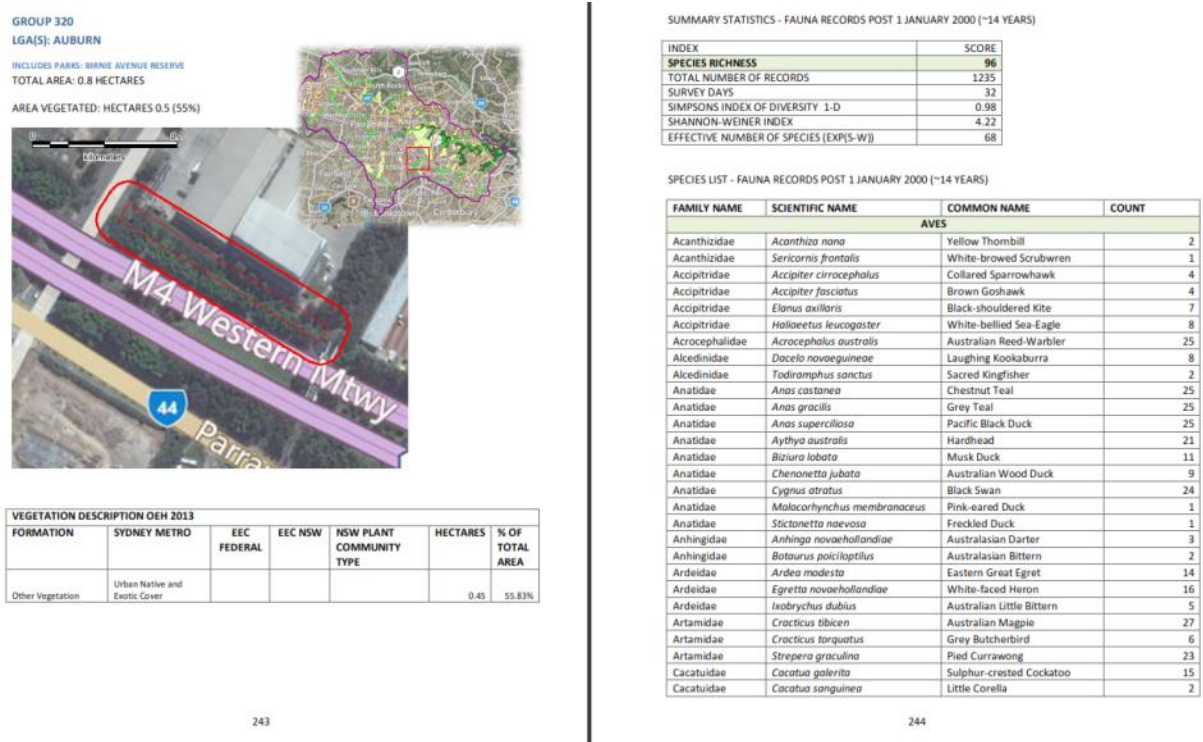 GROUP 320
LGA(S): AUBURN
INCLUDES PARKS: BIRNIE AVENUE RESERVE
TOTAL AREA: 0.8 HECTARES
AREA VEGETATED: HECTARES 0.5 (55%)
Kilometers
M4 Western Mtwy
44
Parra
VEGETATION DESCRIPTION OEH 2013
FORMATION SYDNEY METRO EEC FEDERAL EEC NSW NSW PLANT COMMUNITY TYPE HECTARES % OF TOTAL AREA
Other Vegetation Urban Native and Exotic Cover 0.45 55.83%
243
SUMMARY STATISTICS - FAUNA RECORDS POST 1 JANUARY 2000 (~14 YEARS)
INDEX SCORE
SPECIES RICHNESS 96
TOTAL NUMBER OF RECORDS 1235
SURVEY DAYS 32
SIMPSONS INDEX OF DIVERSITY 1-D 0.98
SHANNON-WEINER INDEX 4.22
EFFECTIVE NUMBER OF SPECIES (EXP(S-W)) 68
SPECIES LIST - FAUNA RECORDS POST 1 JANUARY 2000 (~14 YEARS)
FAMILY NAME SCIENTIFIC NAME COMMON NAME COUNT
AVES
Acanthizidae Acanthiza nana Yellow Thornbill 2
Acanthizidae Sericornis frontalis White-browed Scrubwren 1
Accipitridae Accipiter cirrocephalus Collared Sparrowhawk 4
Accipitridae Accipiter fasciatus Brown Goshawk 4
Accipitridae Elanus axillaris Black-shouldered Kite 7
Accipitridae Haliaeetus leucogaster White-bellied Sea-Eagle 8
Acrocephalidae Acrocephalus australis Australian Reed-Warbler 25
Alcedinidae Dacelo novaeguineae Laughing Kookaburra 8
Alcedinidae Todiramphus sanctus Sacred Kingfisher 2
Anatidae Anas castanea Chestnut Teal 25
Anatidae Anas gracilis Grey Teal 25
Anatidae Anas superciliosa Pacific Black Duck 25
Anatidae Aythya australis Hardhead 21
Anatidae Biziura lobata Musk Duck 11
Anatidae Chenonetta jubata Australian Wood Duck 9
Anatidae Cygnus atratus Black Swan 24
Anatidae Malacorhynchus membranaceus Pink-eared Duck 1
Anatidae Stictonetta naevosa Freckled Duck 1
Anhingidae Anhinga novaehollandiae Australasian Darter 3
Anhingidae Botaurus poiciloptilus Australasian Bittern 2
Ardeidae Ardea modesta Eastern Great Egret 14
Ardeidae Egretta novaehollandiae White-faced Heron 16
Ardeidae Ixobrychus dubius Australian Little Bittern 5
Artamidae Cracticus tibicen Australian Magpie 27
Artamidae Cracticus torquatus Grey Butcherbird 6
Artamidae Strepera graculina Pied Currawong 23
Cacatuidae Cacatua galerita Sulphur-crested Cockatoo 15
Cacatuidae Cacatua sanguinea Little Corella 2
244